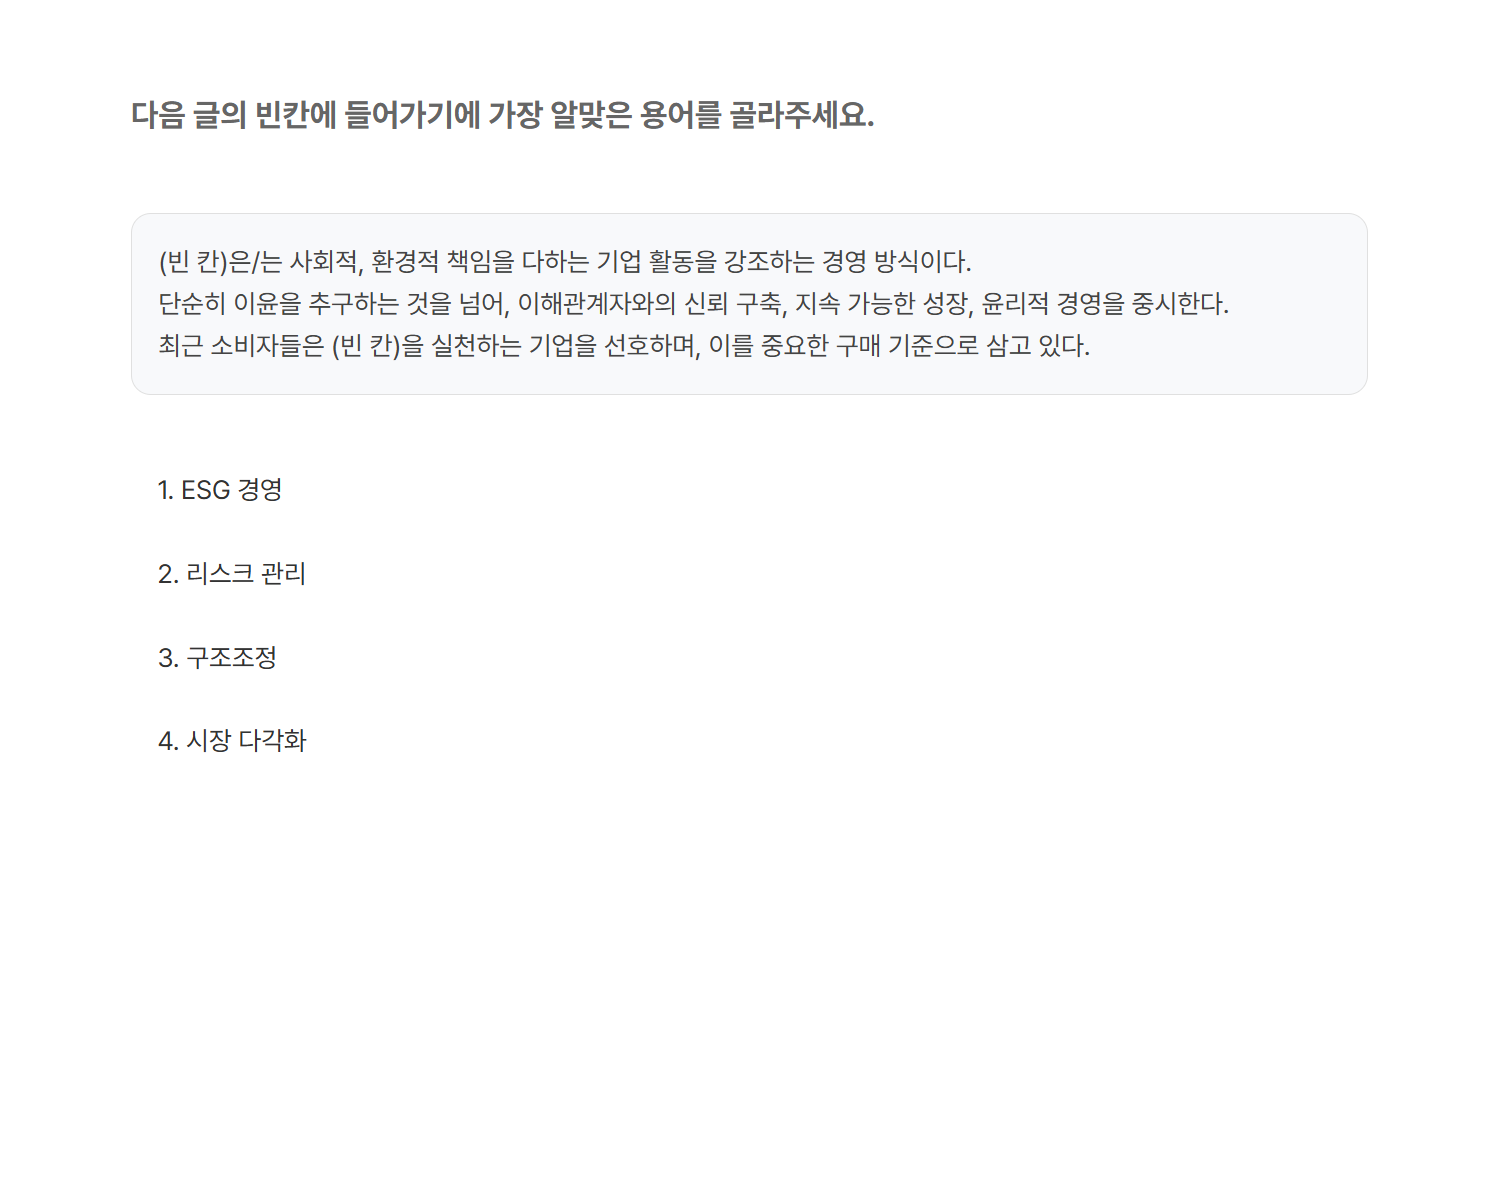 다음 글의 빈칸에 들어가기에 가장 알맞은 용어를 골라주세요.
(빈 칸)은/는 사회적, 환경적 책임을 다하는 기업 활동을 강조하는 경영 방식이다.
단순히 이윤을 추구하는 것을 넘어, 이해관계자와의 신뢰 구축, 지속 가능한 성장, 윤리적 경영을 중시한다.
최근 소비자들은 (빈 칸)을 실천하는 기업을 선호하며, 이를 중요한 구매 기준으로 삼고 있다.
1. ESG 경영
2. 리스크 관리
3. 구조조정
4. 시장 다각화